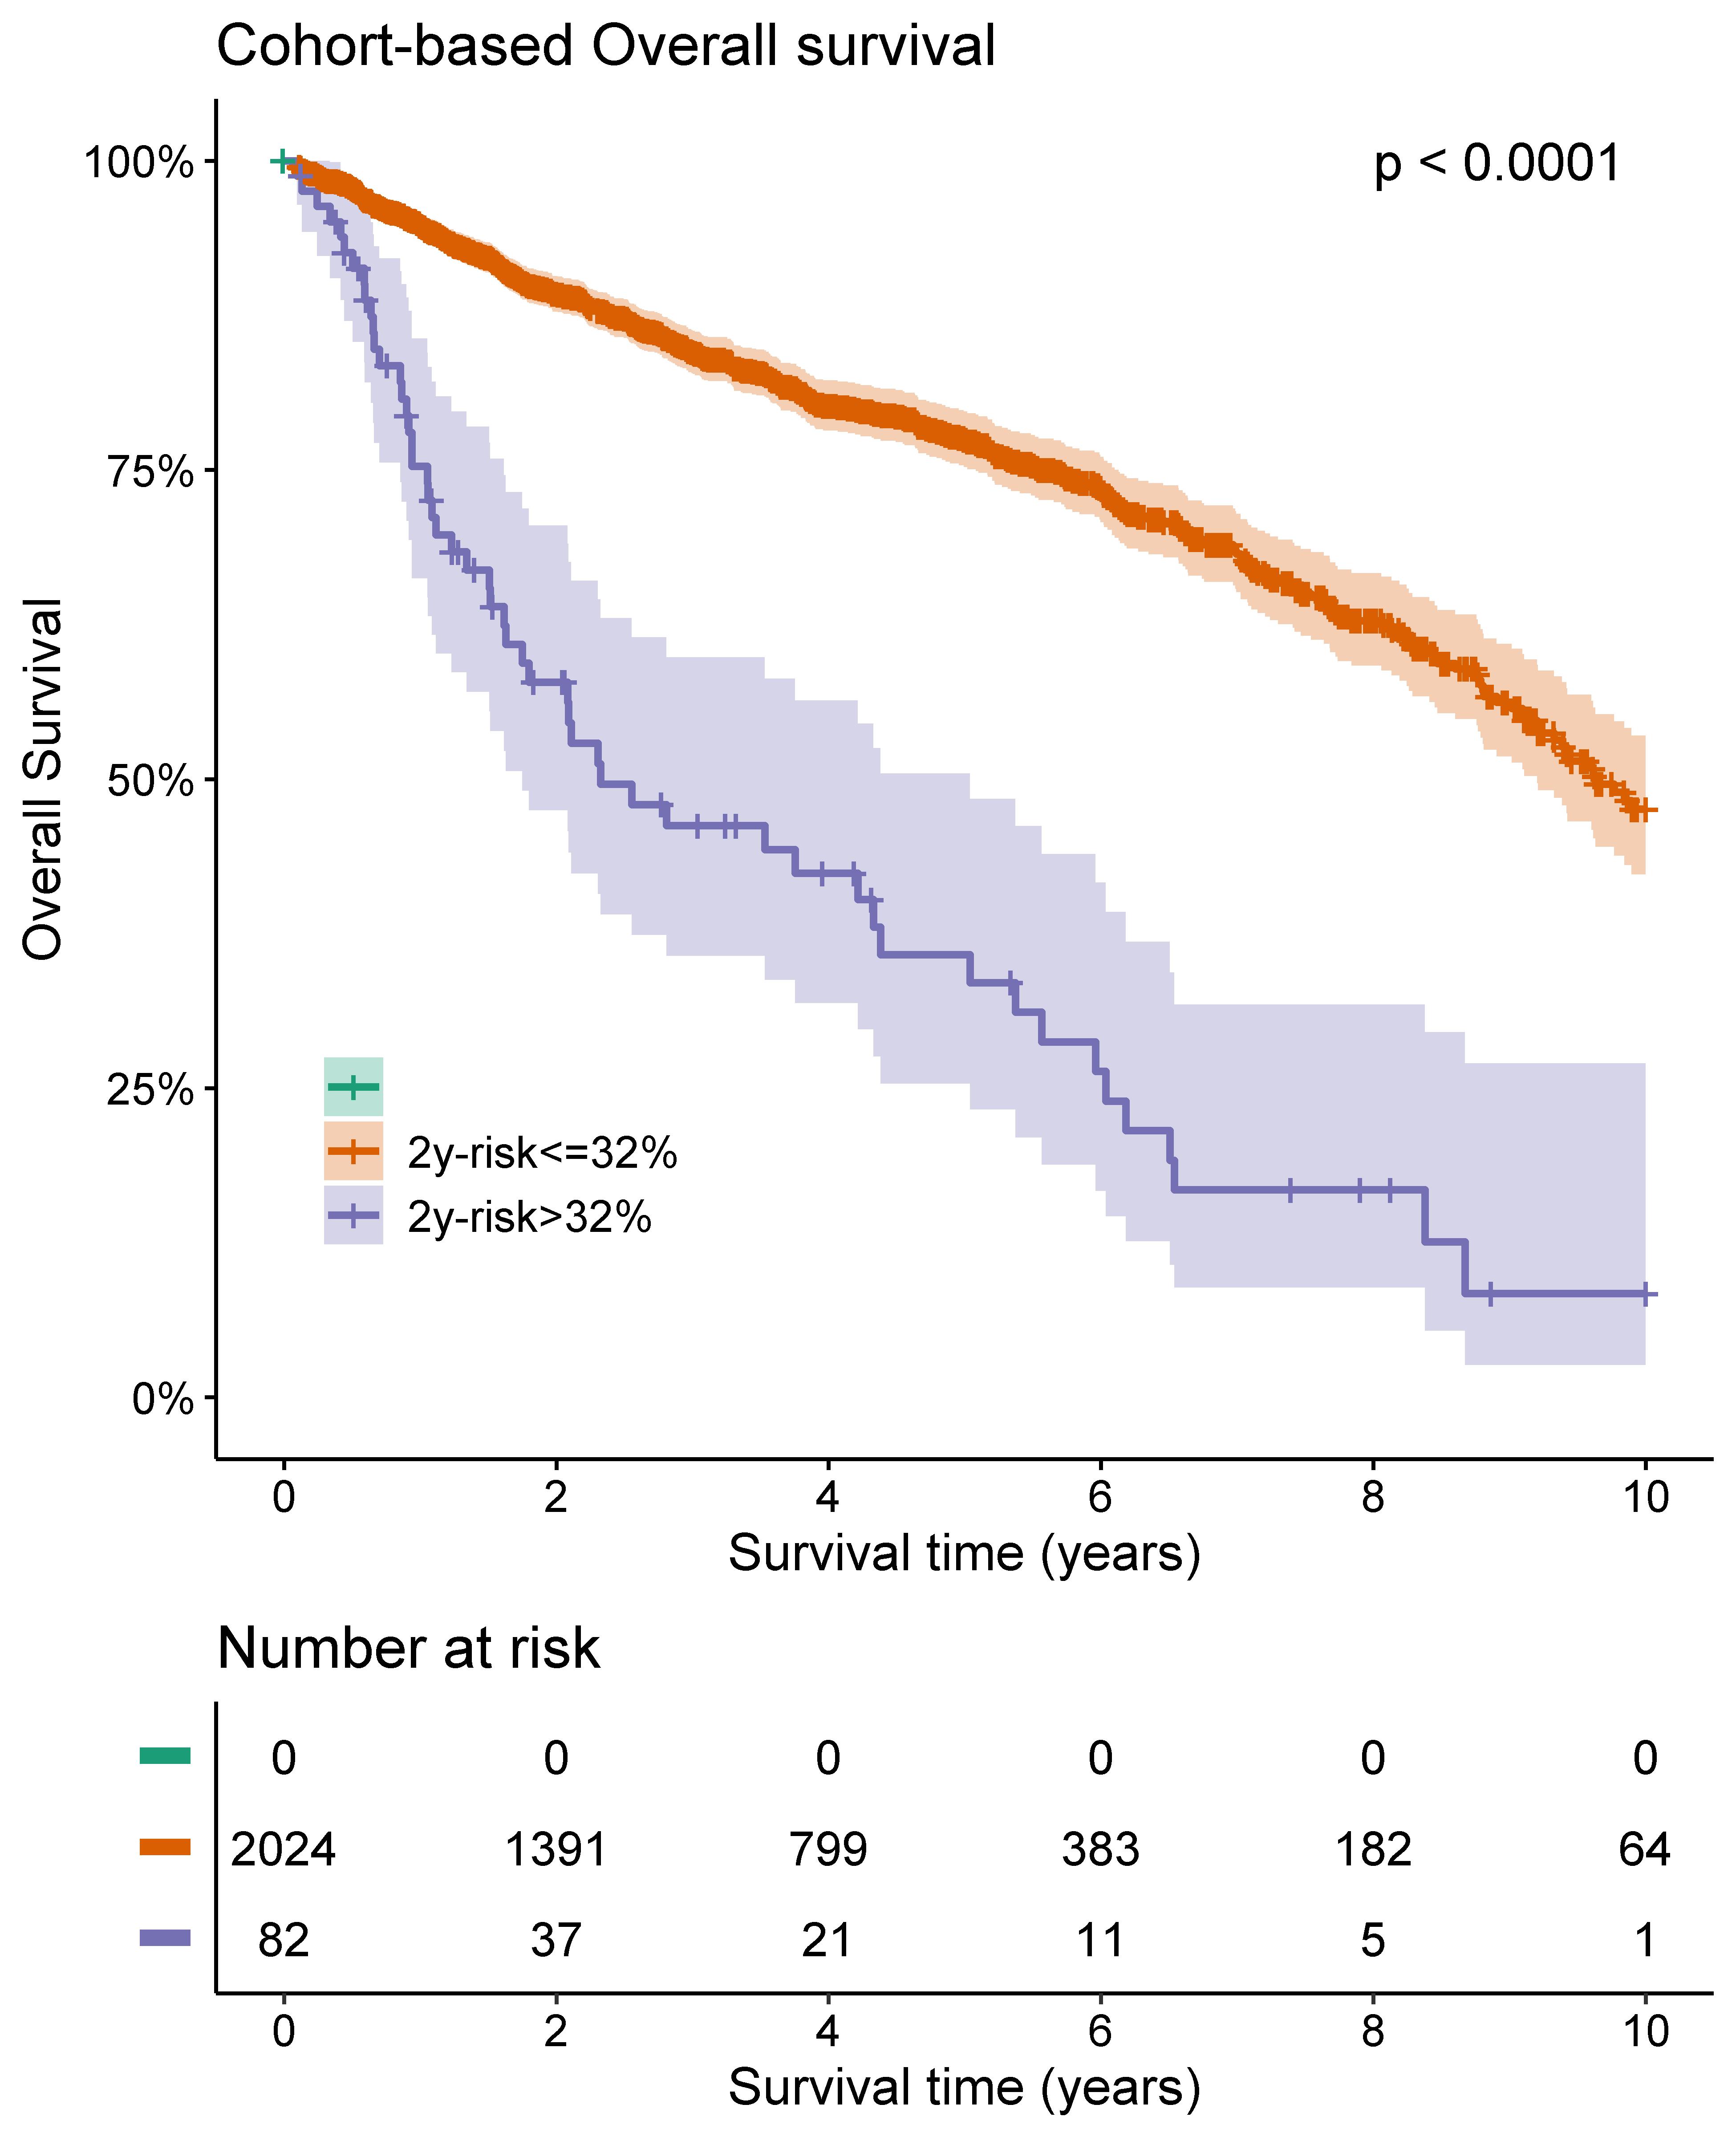 Cohort-based Overall survival
p < 0.0001
100%
75%
50%
25%
0%
Overall Survival
2y-risk<=32%
2y-risk>32%
0 2 4 6 8 10
Survival time (years)
Number at risk
0 0 0 0 0 0
2024 1391 799 383 182 64
82 37 21 11 5 1
0 2 4 6 8 10
Survival time (years)